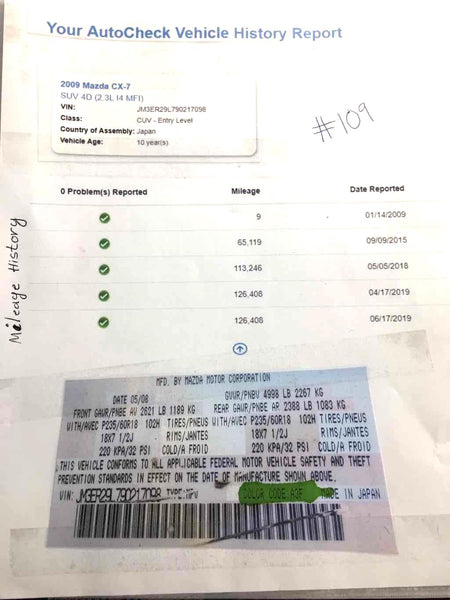 Your AutoCheck Vehicle History Report
2009 Mazda CX-7
SUV 4D (2.3L I4 MFI)
VIN: JM3ER29L790217098
Class: CUV - Entry Level
Country of Assembly: Japan
Vehicle Age: 10 year(s)
#109
0 Problem(s) Reported Mileage Date Reported
9 01/14/2009
65,119 09/09/2015
113,246 05/05/2018
126,408 04/17/2019
126,408 06/17/2019
Mileage History
MFD. BY MAZDA MOTOR CORPORATION
DATE 05/08 GVWR/PNBV 4998 LB 2267 KG
FRONT GAWR/PNBE AV 2621 LB 1189 KG REAR GAWR/PNBE AR 2388 LB 1083 KG
WITH/AVEC P235/60R18 102H TIRES/PNEUS WITH/AVEC P235/60R18 102H TIRES/PNEUS
18X7 1/2J RIMS/JANTES 18X7 1/2J RIMS/JANTES
220 KPA/32 PSI COLD/A FROID 220 KPA/32 PSI COLD/A FROID
THIS VEHICLE CONFORMS TO ALL APPLICABLE FEDERAL MOTOR VEHICLE SAFETY AND THEFT
PREVENTION STANDARDS IN EFFECT ON THE DATE OF MANUFACTURE SHOWN ABOVE.
VIN: JM3ER29L790217098 TYPE:MPV COLOR CODE A3F MADE IN JAPAN